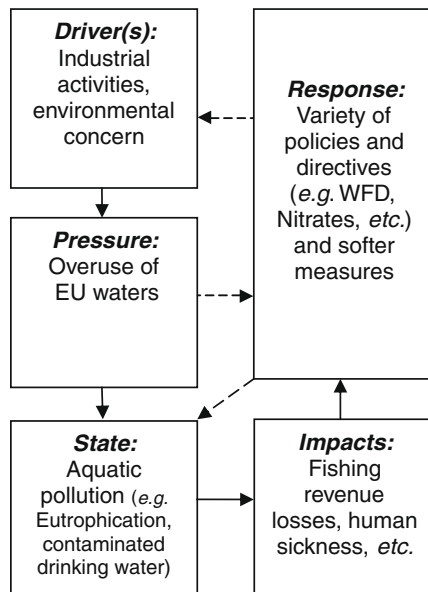 Driver(s):
Industrial
activities,
environmental
concern
Pressure:
Overuse of
EU waters
State:
Aquatic
pollution (e.g.
Eutrophication,
contaminated
drinking water)
Impacts:
Fishing
revenue
losses, human
sickness, etc.
Response:
Variety of
policies and
directives
(e.g. WFD,
Nitrates, etc.)
and softer
measures